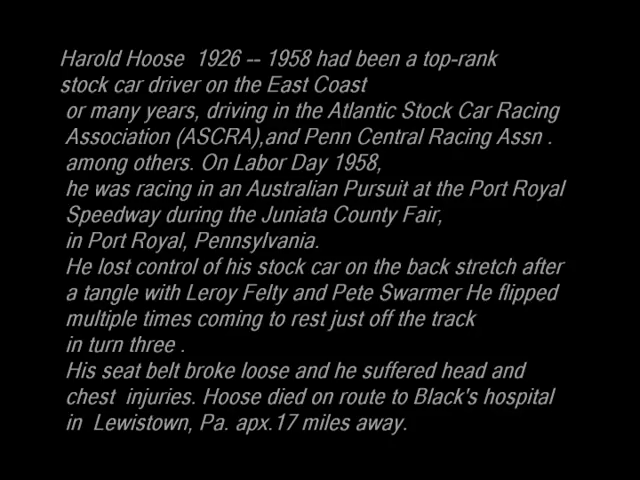 Harold Hoose  1926 -- 1958 had been a top-rank
stock car driver on the East Coast
or many years, driving in the Atlantic Stock Car Racing
Association (ASCRA),and Penn Central Racing Assn .
among others. On Labor Day 1958,
he was racing in an Australian Pursuit at the Port Royal
Speedway during the Juniata County Fair,
in Port Royal, Pennsylvania.
He lost control of his stock car on the back stretch after
a tangle with Leroy Felty and Pete Swarmer He flipped
multiple times coming to rest just off the track
in turn three .
His seat belt broke loose and he suffered head and
chest  injuries. Hoose died on route to Black's hospital
in  Lewistown, Pa. apx.17 miles away.